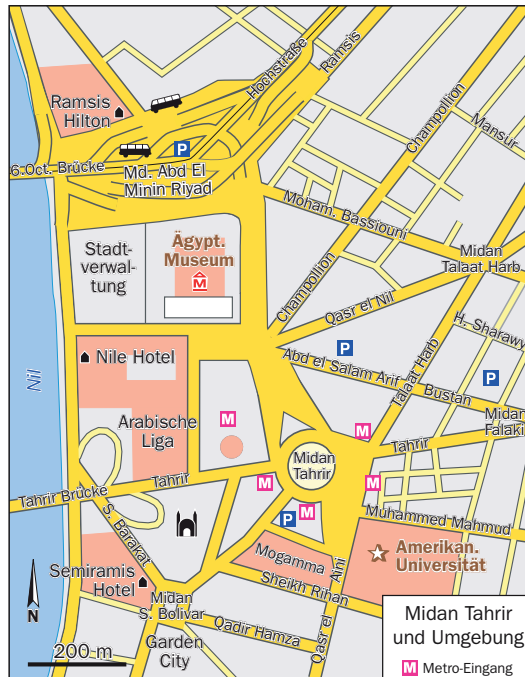 Hochstraße
Ramsis
Ramsis
Hilton
Champollion
Mansur
P
6.Oct. Brücke
Md. Abd El
Minin Riyad
Moham. Bassiouni
Stadt-
verwal-
tung
Ägypt.
Museum
M
Midan
Talaat Harb
Champollion
Qasr el Nil
H. Sharawy
Nil
Nile Hotel
P
Abd el Salam Arif
Talaat Harb
P
Bustan
Arabische
Liga
M
M
Midan
Falaki
Tahrir
Midan
Tahrir
Tahrir Brücke
Tahrir
M
M
S. Barakat
M
P
Muhammed Mahmud
Mogamma
Amerikan.
Universität
Aini
Semiramis
Hotel
Sheikh Rihan
N
Midan
S. Bolivar
Qadir Hamza
Qasr el
Garden
City
200 m
Midan Tahrir
und Umgebung
M Metro-Eingang